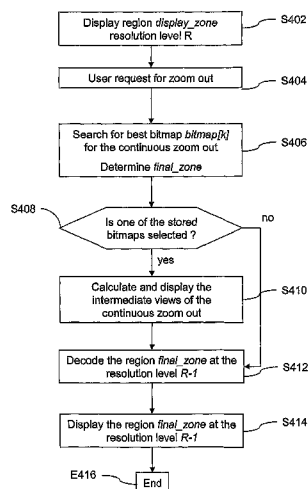 S402
Display region display_zone
resolution level R
User request for zoom out
S404
Search for best bitmap bitmap[k]
for the continuous zoom out
Determine final_zone
S406
S408
Is one of the stored
bitmaps selected ?
no
yes
Calculate and display the
intermediate views of the
continuous zoom out
S410
Decode the region final_zone at the
resolution level R-1
S412
Display the region final_zone at the
resolution level R-1
S414
E416
End